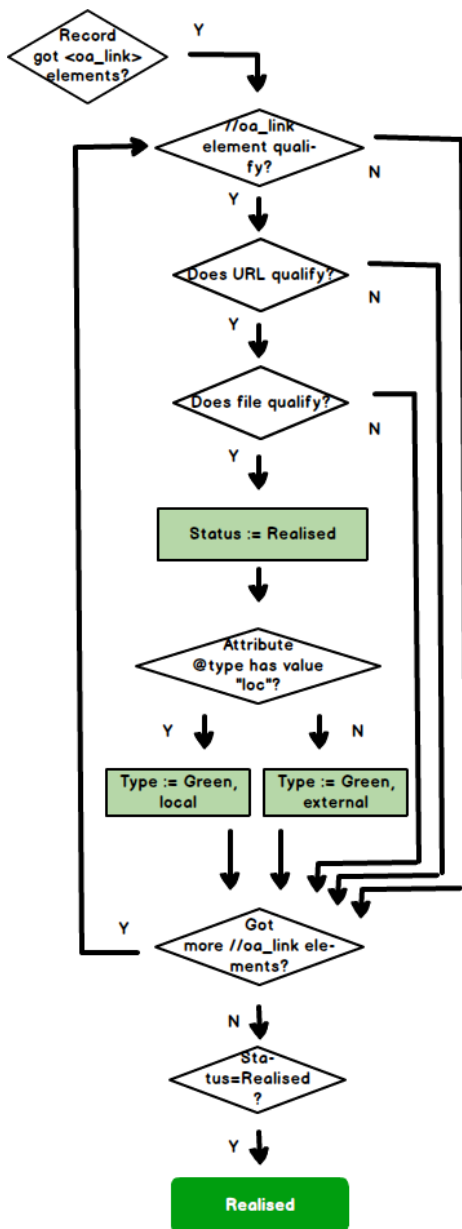 Record
got <oa_link>
elements?
Y
//oa_link
element quali-
fy?
N
Y
Does URL qualify?
N
Y
Does file qualify?
N
Y
Status := Realised
Attribute
@type has value
"loc"?
Y
N
Type := Green,
local
Type := Green,
external
Got
more //oa_link ele-
ments?
Y
N
Sta-
tus=Realised
?
Y
Realised